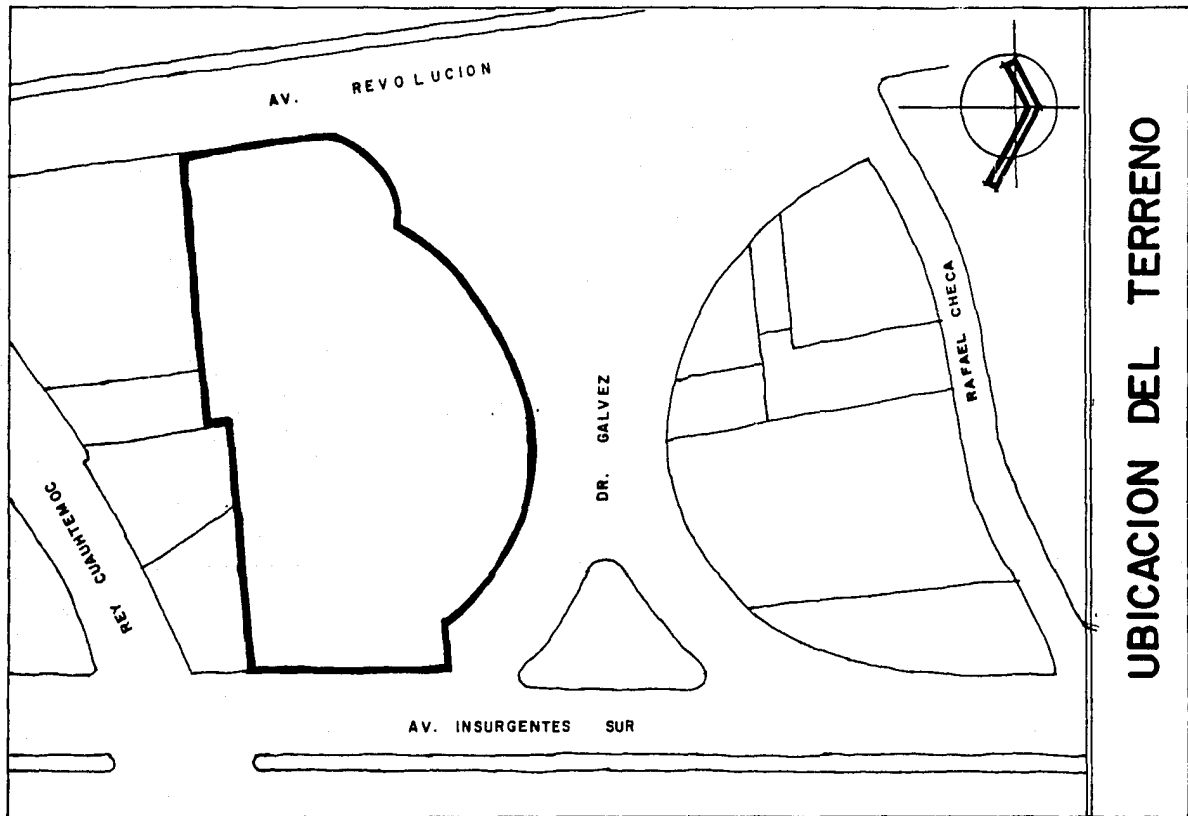 AV. REVOLUCION
DR. GALVEZ
RAFAEL CHECA
REY CUAUHTEMOC
AV. INSURGENTES SUR
UBICACION DEL TERRENO